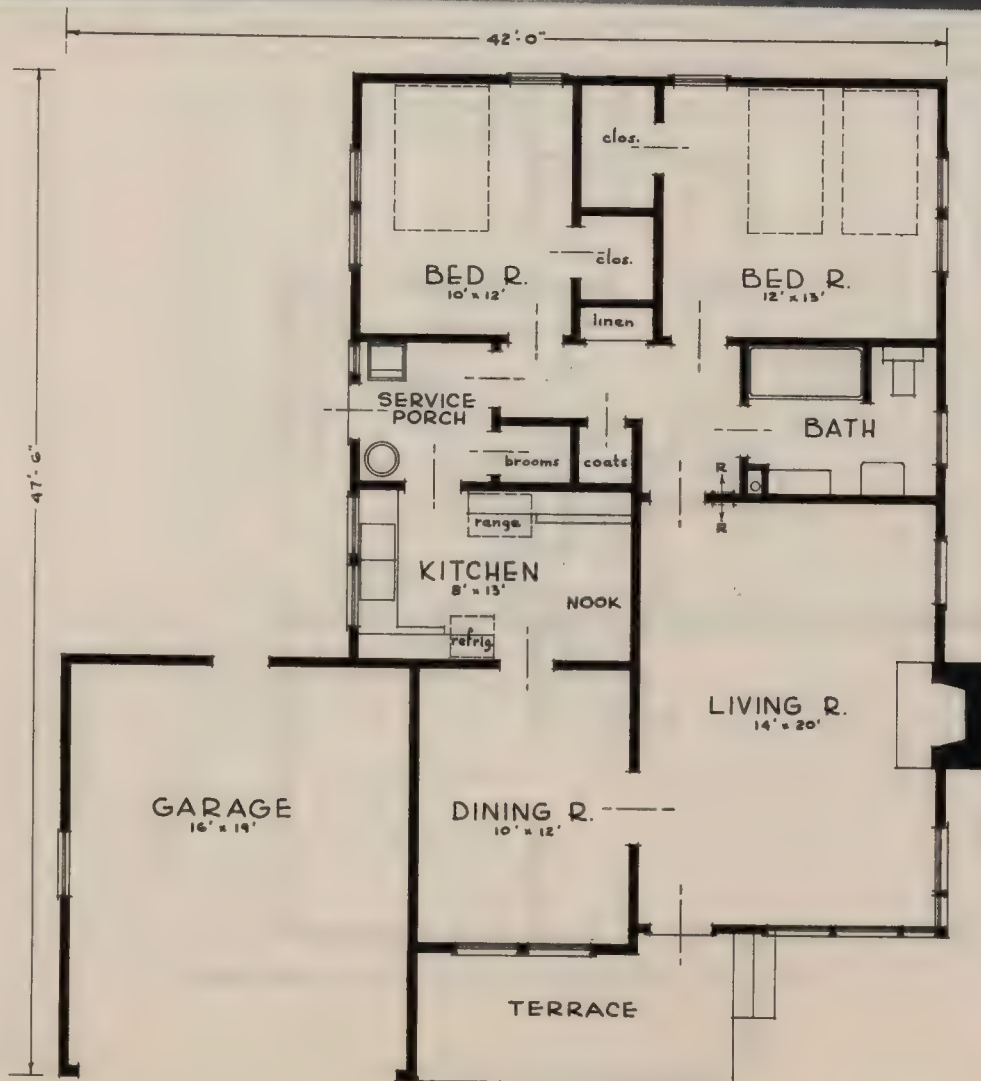 42'-0"
47'-6"
clos.
clos.
BED R.
10' x 12'
BED R.
12' x 13'
linen
SERVICE
PORCH
BATH
brooms
coats
R
R
range
KITCHEN
8' x 13'
NOOK
refrig.
LIVING R.
14' x 20'
GARAGE
16' x 19'
DINING R.
10' x 12'
TERRACE